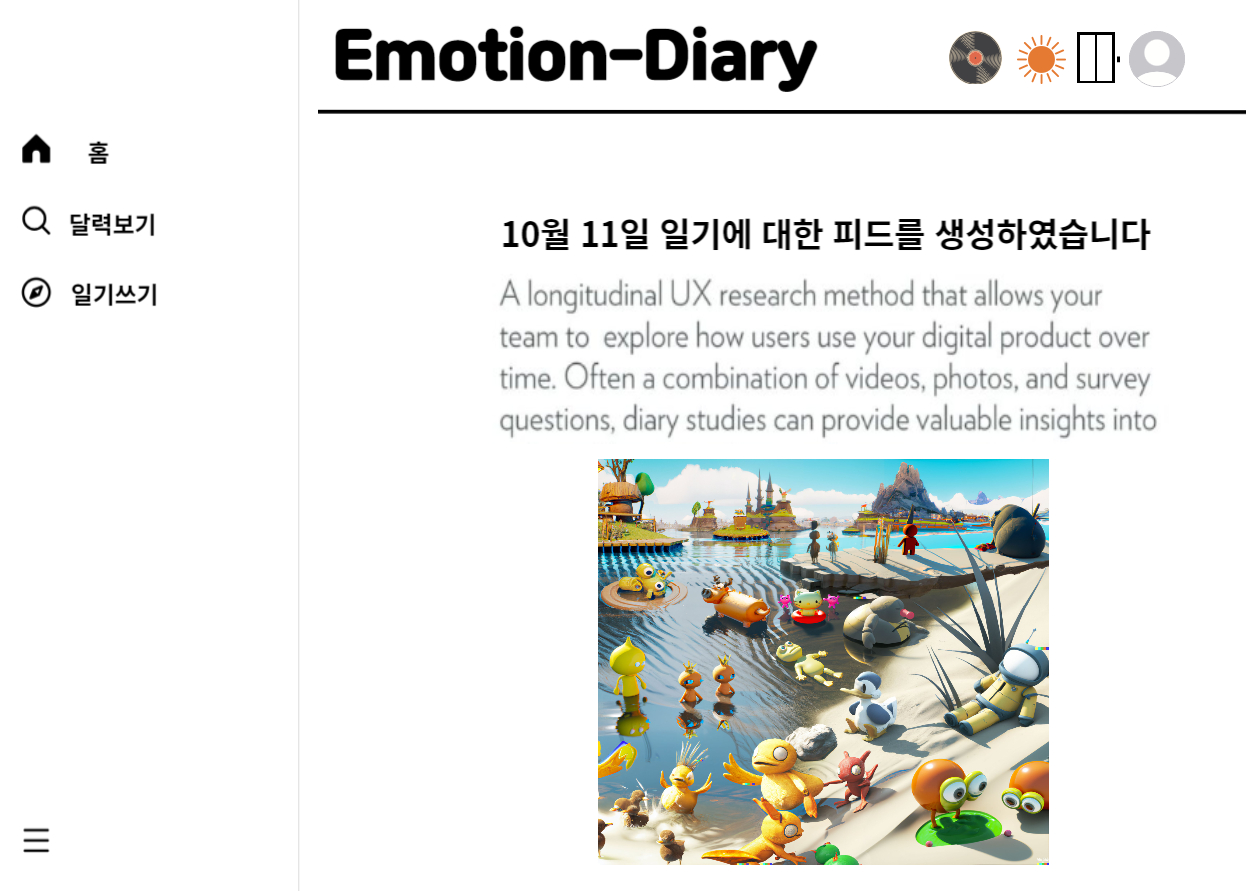 Emotion-Diary
홈
달력보기
일기쓰기
10월 11일 일기에 대한 피드를 생성하였습니다
A longitudinal UX research method that allows your
team to explore how users use your digital product over
time. Often a combination of videos, photos, and survey
questions, diary studies can provide valuable insights into